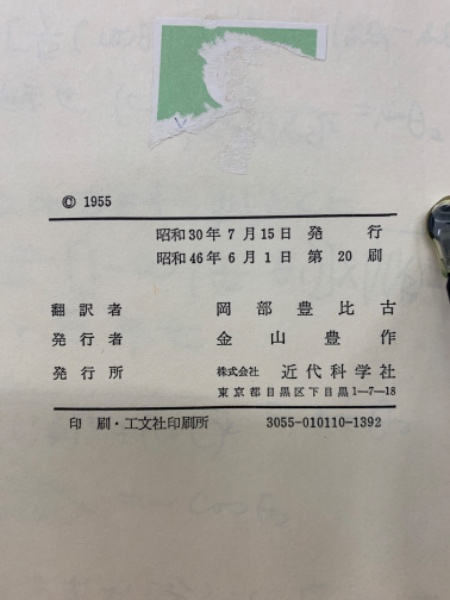 © 1955
昭和30年 7 月15日 発 行
昭和46年 6 月 1 日 第 20 刷
翻訳者 岡部豊比古
発行者 金山豊作
発行所 株式会社 近代科学社
東京都目黒区下目黒1−7−18
印 刷・工文社印刷所 3055-010110-1392
cosθ₀